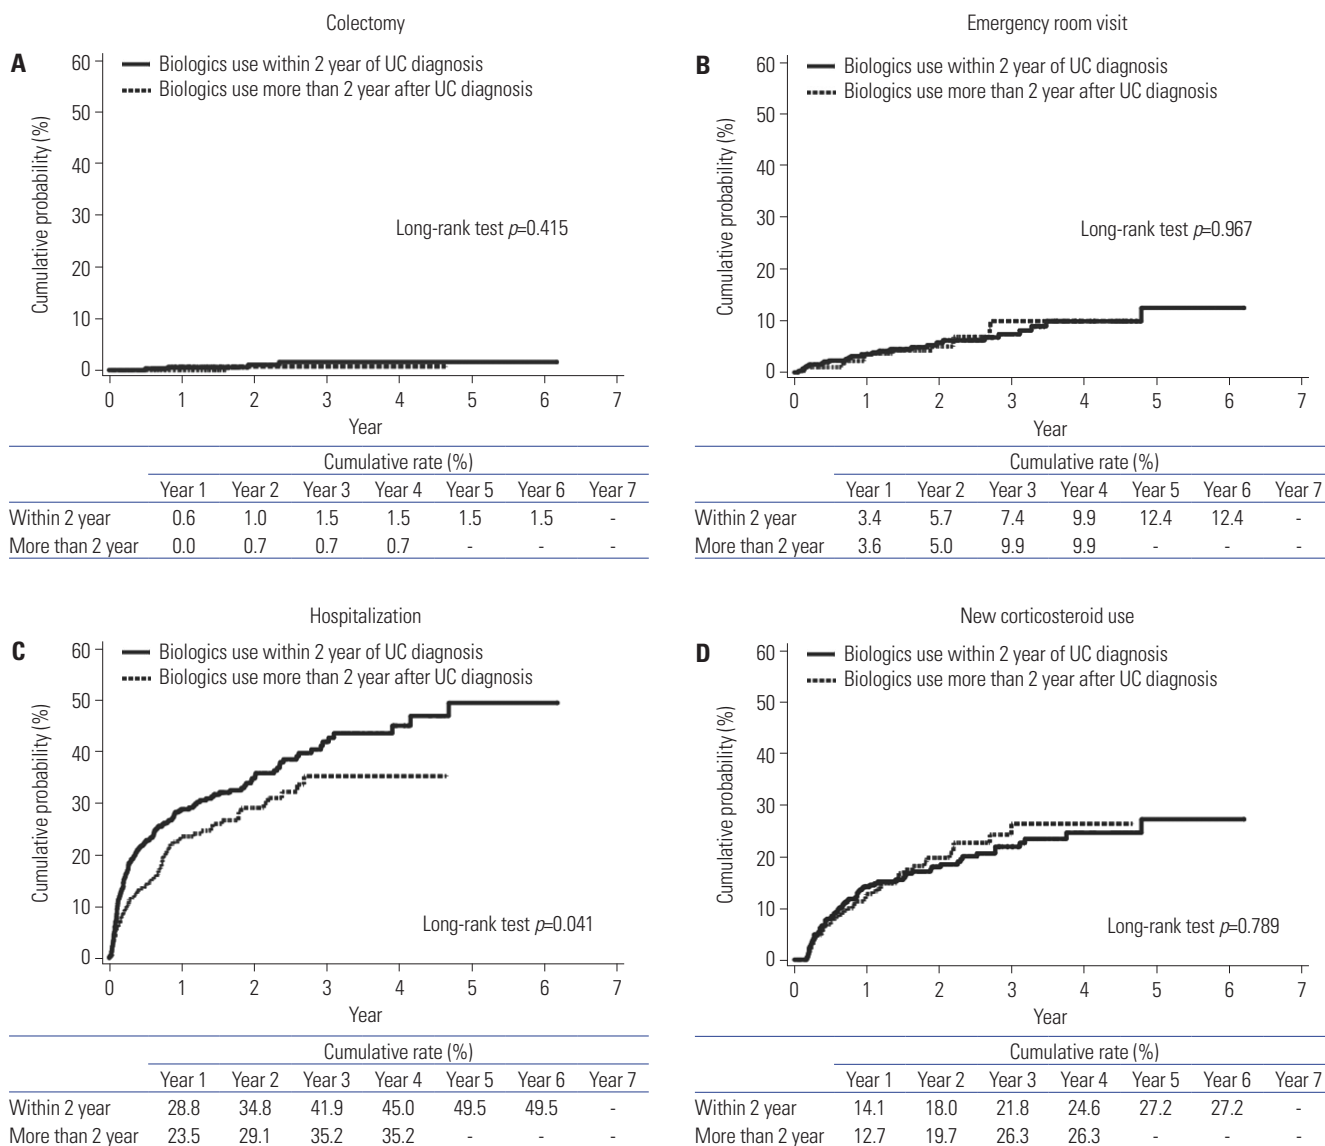 Colectomy
A
60
50
40
30
20
10
0
Cumulative probability (%)
Biologics use within 2 year of UC diagnosis
Biologics use more than 2 year after UC diagnosis
Long-rank test p=0.415
0 1 2 3 4 5 6 7
Year
Cumulative rate (%)
Year 1 Year 2 Year 3 Year 4 Year 5 Year 6 Year 7
Within 2 year 0.6 1.0 1.5 1.5 1.5 1.5 -
More than 2 year 0.0 0.7 0.7 0.7 - - -
Emergency room visit
B
60
50
40
30
20
10
0
Cumulative probability (%)
Biologics use within 2 year of UC diagnosis
Biologics use more than 2 year after UC diagnosis
Long-rank test p=0.967
0 1 2 3 4 5 6 7
Year
Cumulative rate (%)
Year 1 Year 2 Year 3 Year 4 Year 5 Year 6 Year 7
Within 2 year 3.4 5.7 7.4 9.9 12.4 12.4 -
More than 2 year 3.6 5.0 9.9 9.9 - - -
Hospitalization
C
60
50
40
30
20
10
0
Cumulative probability (%)
Biologics use within 2 year of UC diagnosis
Biologics use more than 2 year after UC diagnosis
Long-rank test p=0.041
0 1 2 3 4 5 6 7
Year
Cumulative rate (%)
Year 1 Year 2 Year 3 Year 4 Year 5 Year 6 Year 7
Within 2 year 28.8 34.8 41.9 45.0 49.5 49.5 -
More than 2 year 23.5 29.1 35.2 35.2 - - -
New corticosteroid use
D
60
50
40
30
20
10
0
Cumulative probability (%)
Biologics use within 2 year of UC diagnosis
Biologics use more than 2 year after UC diagnosis
Long-rank test p=0.789
0 1 2 3 4 5 6 7
Year
Cumulative rate (%)
Year 1 Year 2 Year 3 Year 4 Year 5 Year 6 Year 7
Within 2 year 14.1 18.0 21.8 24.6 27.2 27.2 -
More than 2 year 12.7 19.7 26.3 26.3 - - -